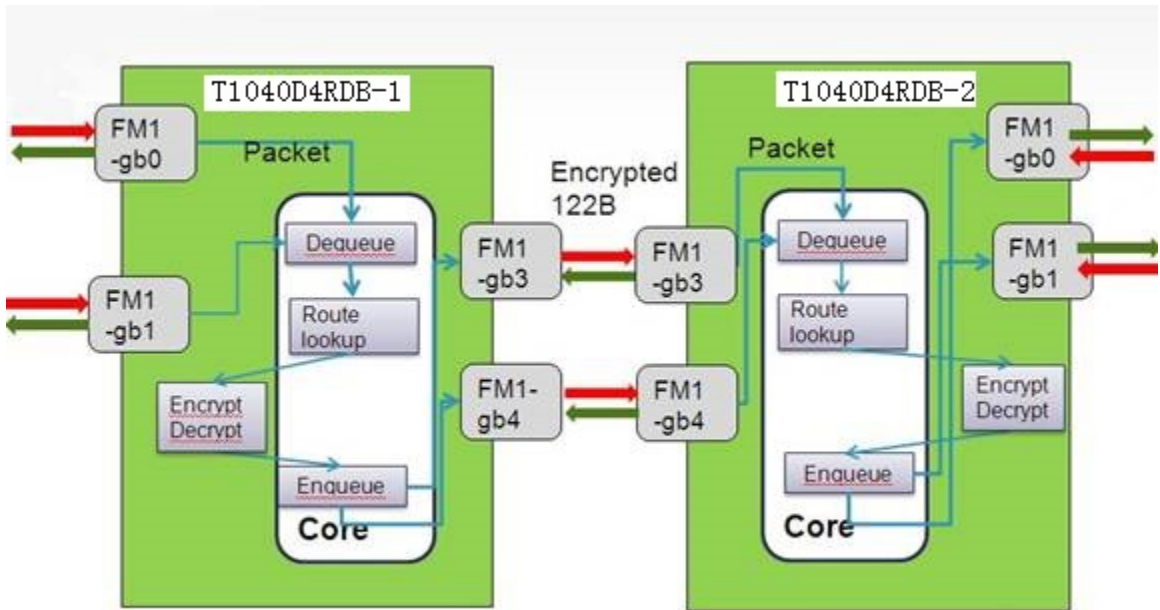 T1040D4RDB-1
FM1
-gb0
Packet
Dequeue
Route
lookup
FM1
-gb1
Encrypt
Decrypt
Enqueue
Core
FM1
-gb3
FM1-
gb4
Encrypted
122B
T1040D4RDB-2
FM1
-gb3
FM1
-gb4
Packet
Dequeue
Route
lookup
Encrypt
Decrypt
Enqueue
Core
FM1
-gb0
FM1
-gb1